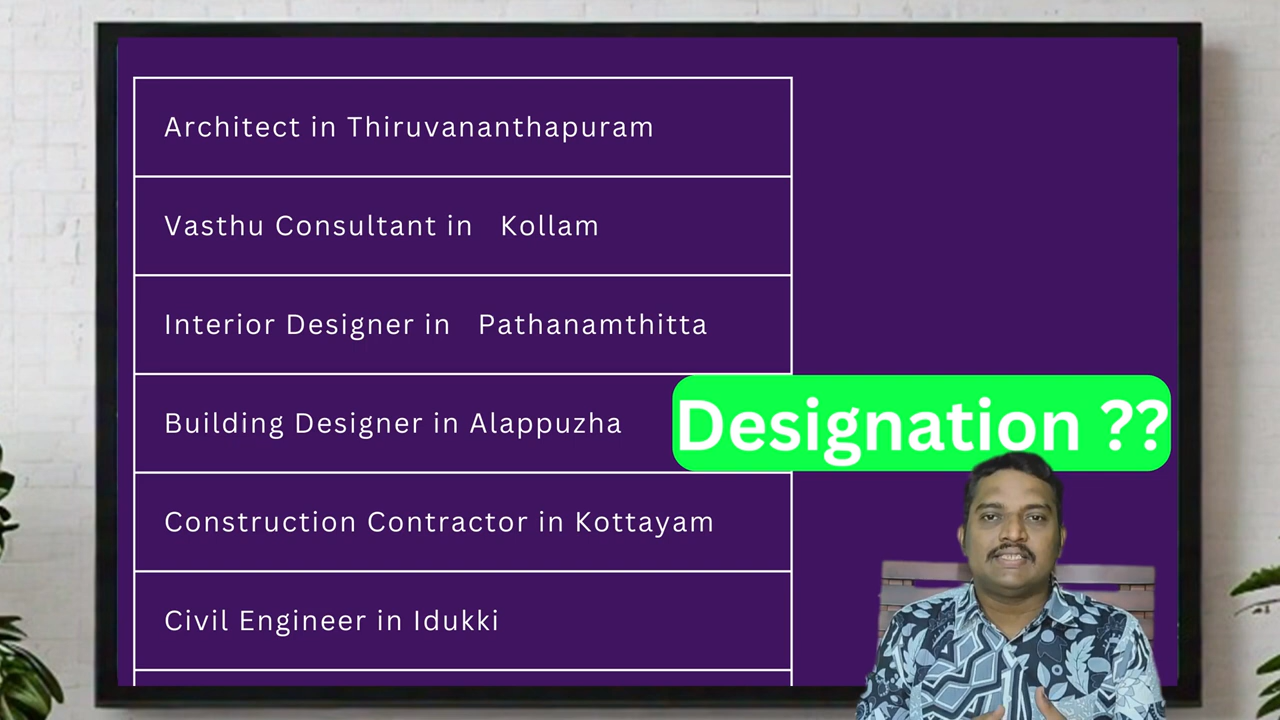 Architect in Thiruvananthapuram
Vasthu Consultant in Kollam
Interior Designer in Pathanamthitta
Building Designer in Alappuzha
Designation ??
Construction Contractor in Kottayam
Civil Engineer in Idukki